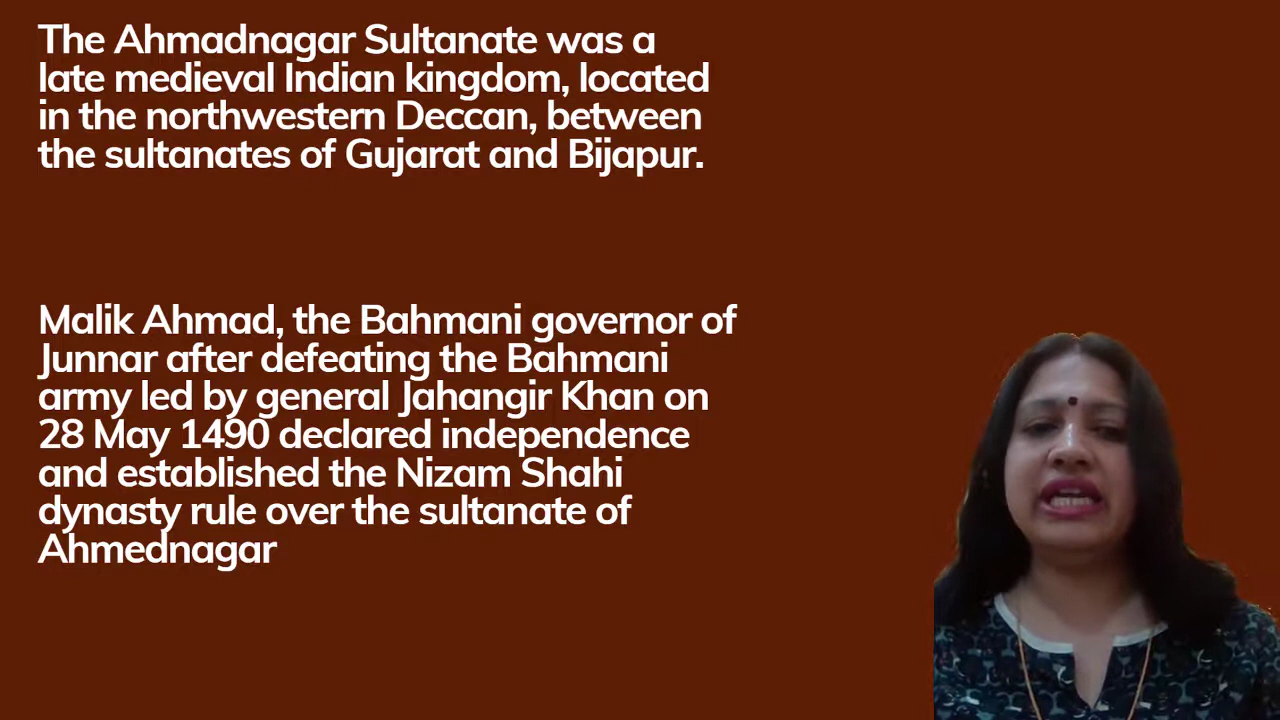 The Ahmadnagar Sultanate was a
late medieval Indian kingdom, located
in the northwestern Deccan, between
the sultanates of Gujarat and Bijapur.
Malik Ahmad, the Bahmani governor of
Junnar after defeating the Bahmani
army led by general Jahangir Khan on
28 May 1490 declared independence
and established the Nizam Shahi
dynasty rule over the sultanate of
Ahmednagar